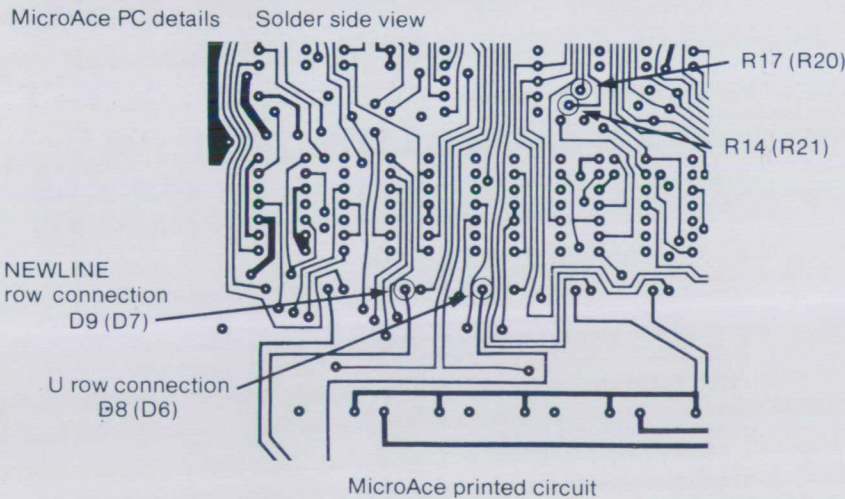 MicroAce PC details Solder side view
R17 (R20)
R14 (R21)
NEWLINE
row connection
D9 (D7)
U row connection
D8 (D6)
MicroAce printed circuit